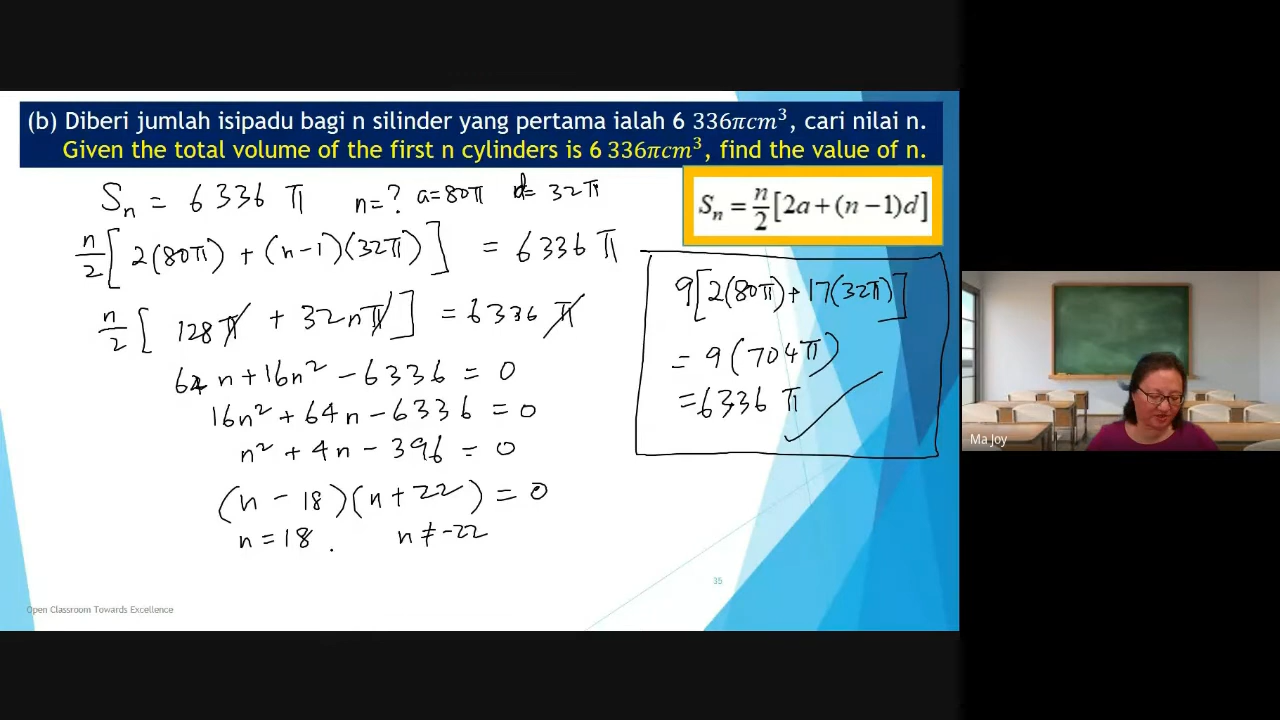 (b) Diberi jumlah isipadu bagi n silinder yang pertama ialah 6 336πcm³, cari nilai n.
Given the total volume of the first n cylinders is 6 336πcm³, find the value of n.
Sₙ = 6336 π n=? a=80π d= 32π
Sₙ = n/2 [2a + (n − 1)d]
n/2 [2(80π) + (n-1)(32π)] = 6336 π
n/2 [128π + 32nπ] = 6336 π
64n + 16n² - 6336 = 0
16n² + 64n - 6336 = 0
n² + 4n - 396 = 0
(n - 18)(n + 22) = 0
n = 18. n ≠ -22
9[2(80π) + 17(32π)]
= 9(704π)
= 6336 π ✓
Ma Joy
35
Open Classroom Towards Excellence